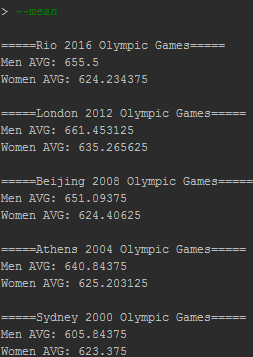 > --mean
=====Rio 2016 Olympic Games=====
Men AVG: 655.5
Women AVG: 624.234375
=====London 2012 Olympic Games=====
Men AVG: 661.453125
Women AVG: 635.265625
=====Beijing 2008 Olympic Games=====
Men AVG: 651.09375
Women AVG: 624.40625
=====Athens 2004 Olympic Games=====
Men AVG: 640.84375
Women AVG: 625.203125
=====Sydney 2000 Olympic Games=====
Men AVG: 605.84375
Women AVG: 623.375